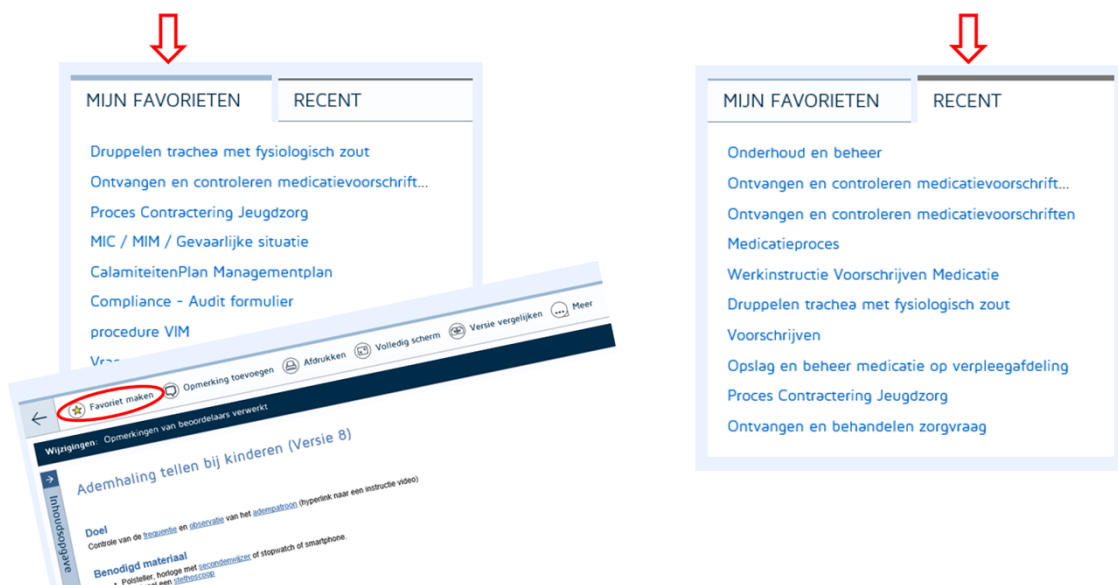 MIJN FAVORIETEN RECENT
Druppelen trachea met fysiologisch zout
Ontvangen en controleren medicatievoorschrift...
Proces Contractering Jeugdzorg
MIC / MIM / Gevaarlijke situatie
CalamiteitenPlan Managementplan
Compliance - Audit formulier
procedure VIM
Favoriet maken Opmerking toevoegen Afdrukken Volledig scherm Versie vergelijken Meer
Wijzigingen: Opmerkingen van beoordelaars verwerkt
Inhoudsopgave
Ademhaling tellen bij kinderen (Versie 8)
Doel
Controle van de frequentie en observatie van het adempatroon (hyperlink naar een instructie video)
Benodigd materiaal
• Polsteller, horloge met secondenwijzer of stopwatch of smartphone.
een stethoscoop
MIJN FAVORIETEN RECENT
Onderhoud en beheer
Ontvangen en controleren medicatievoorschrift...
Ontvangen en controleren medicatievoorschriften
Medicatieproces
Werkinstructie Voorschrijven Medicatie
Druppelen trachea met fysiologisch zout
Voorschrijven
Opslag en beheer medicatie op verpleegafdeling
Proces Contractering Jeugdzorg
Ontvangen en behandelen zorgvraag